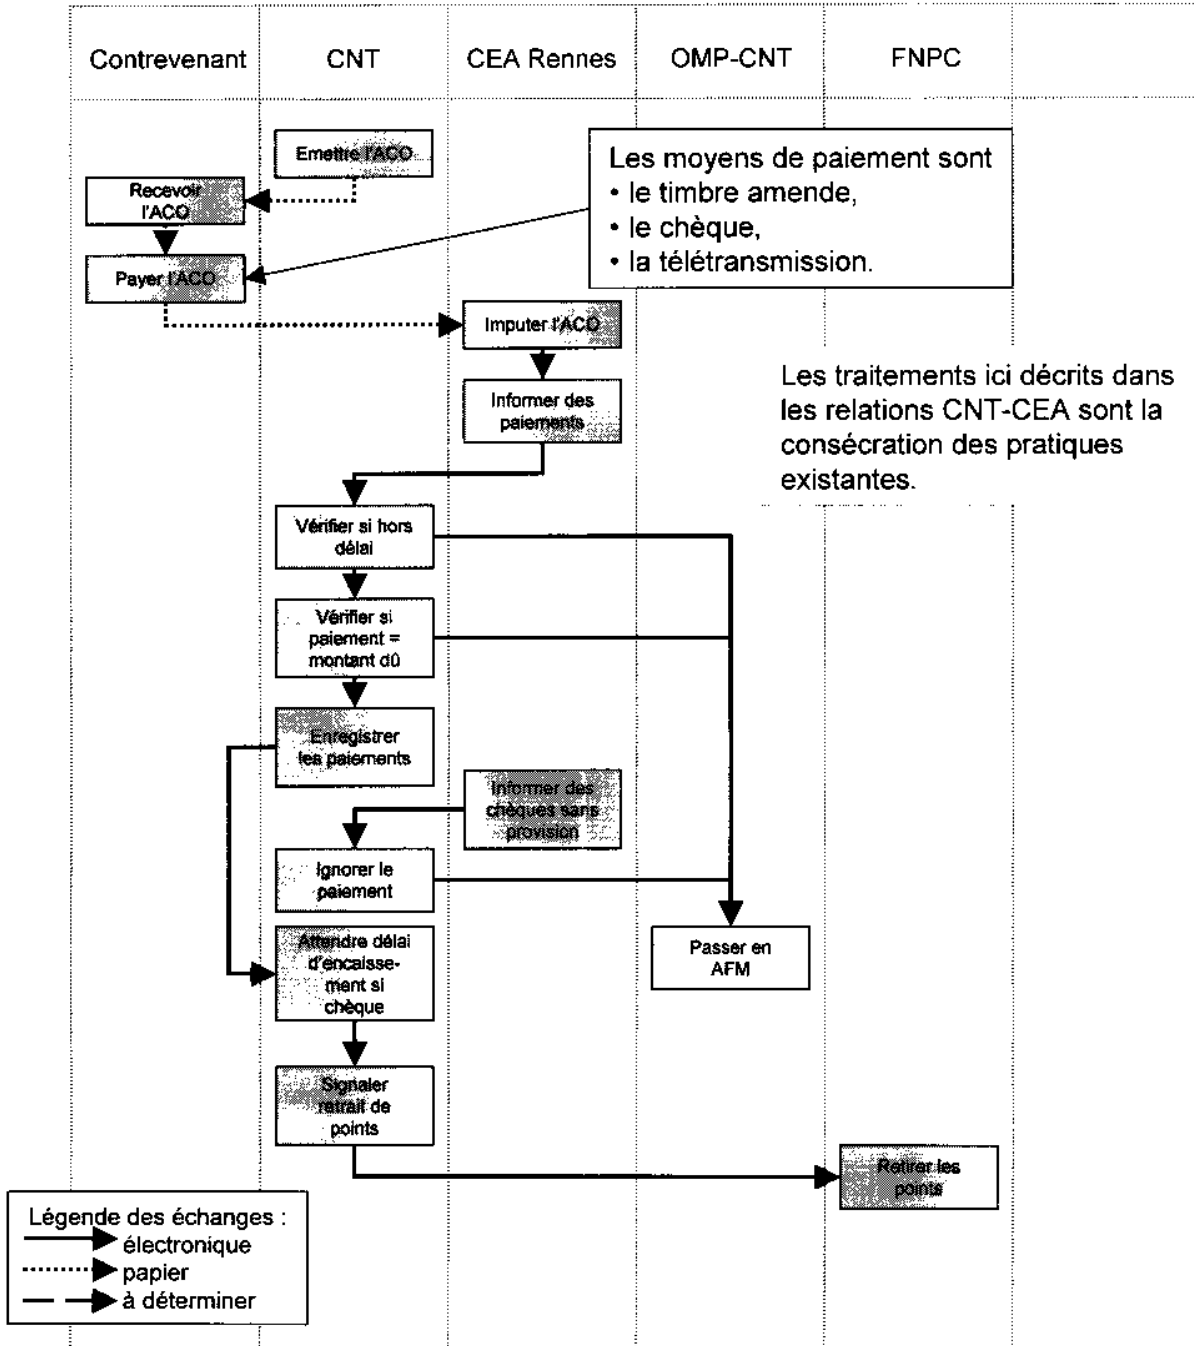 Contrevenant
CNT
CEA Rennes
OMP-CNT
FNPC
Emettre l'ACO
Recevoir
l'ACO
Payer l'ACO
Les moyens de paiement sont
• le timbre amende,
• le chèque,
• la télétransmission.
Imputer l'ACO
Informer des
paiements
Les traitements ici décrits dans
les relations CNT-CEA sont la
consécration des pratiques
existantes.
Vérifier si hors
délai
Vérifier si
paiement =
montant dû
Enregistrer
les paiements
Informer des
chèques sans
provision
Ignorer le
paiement
Attendre délai
d'encaisse-
ment si
chèque
Passer en
AFM
Signaler
retrait de
points
Retirer les
points
Légende des échanges :
électronique
papier
à déterminer